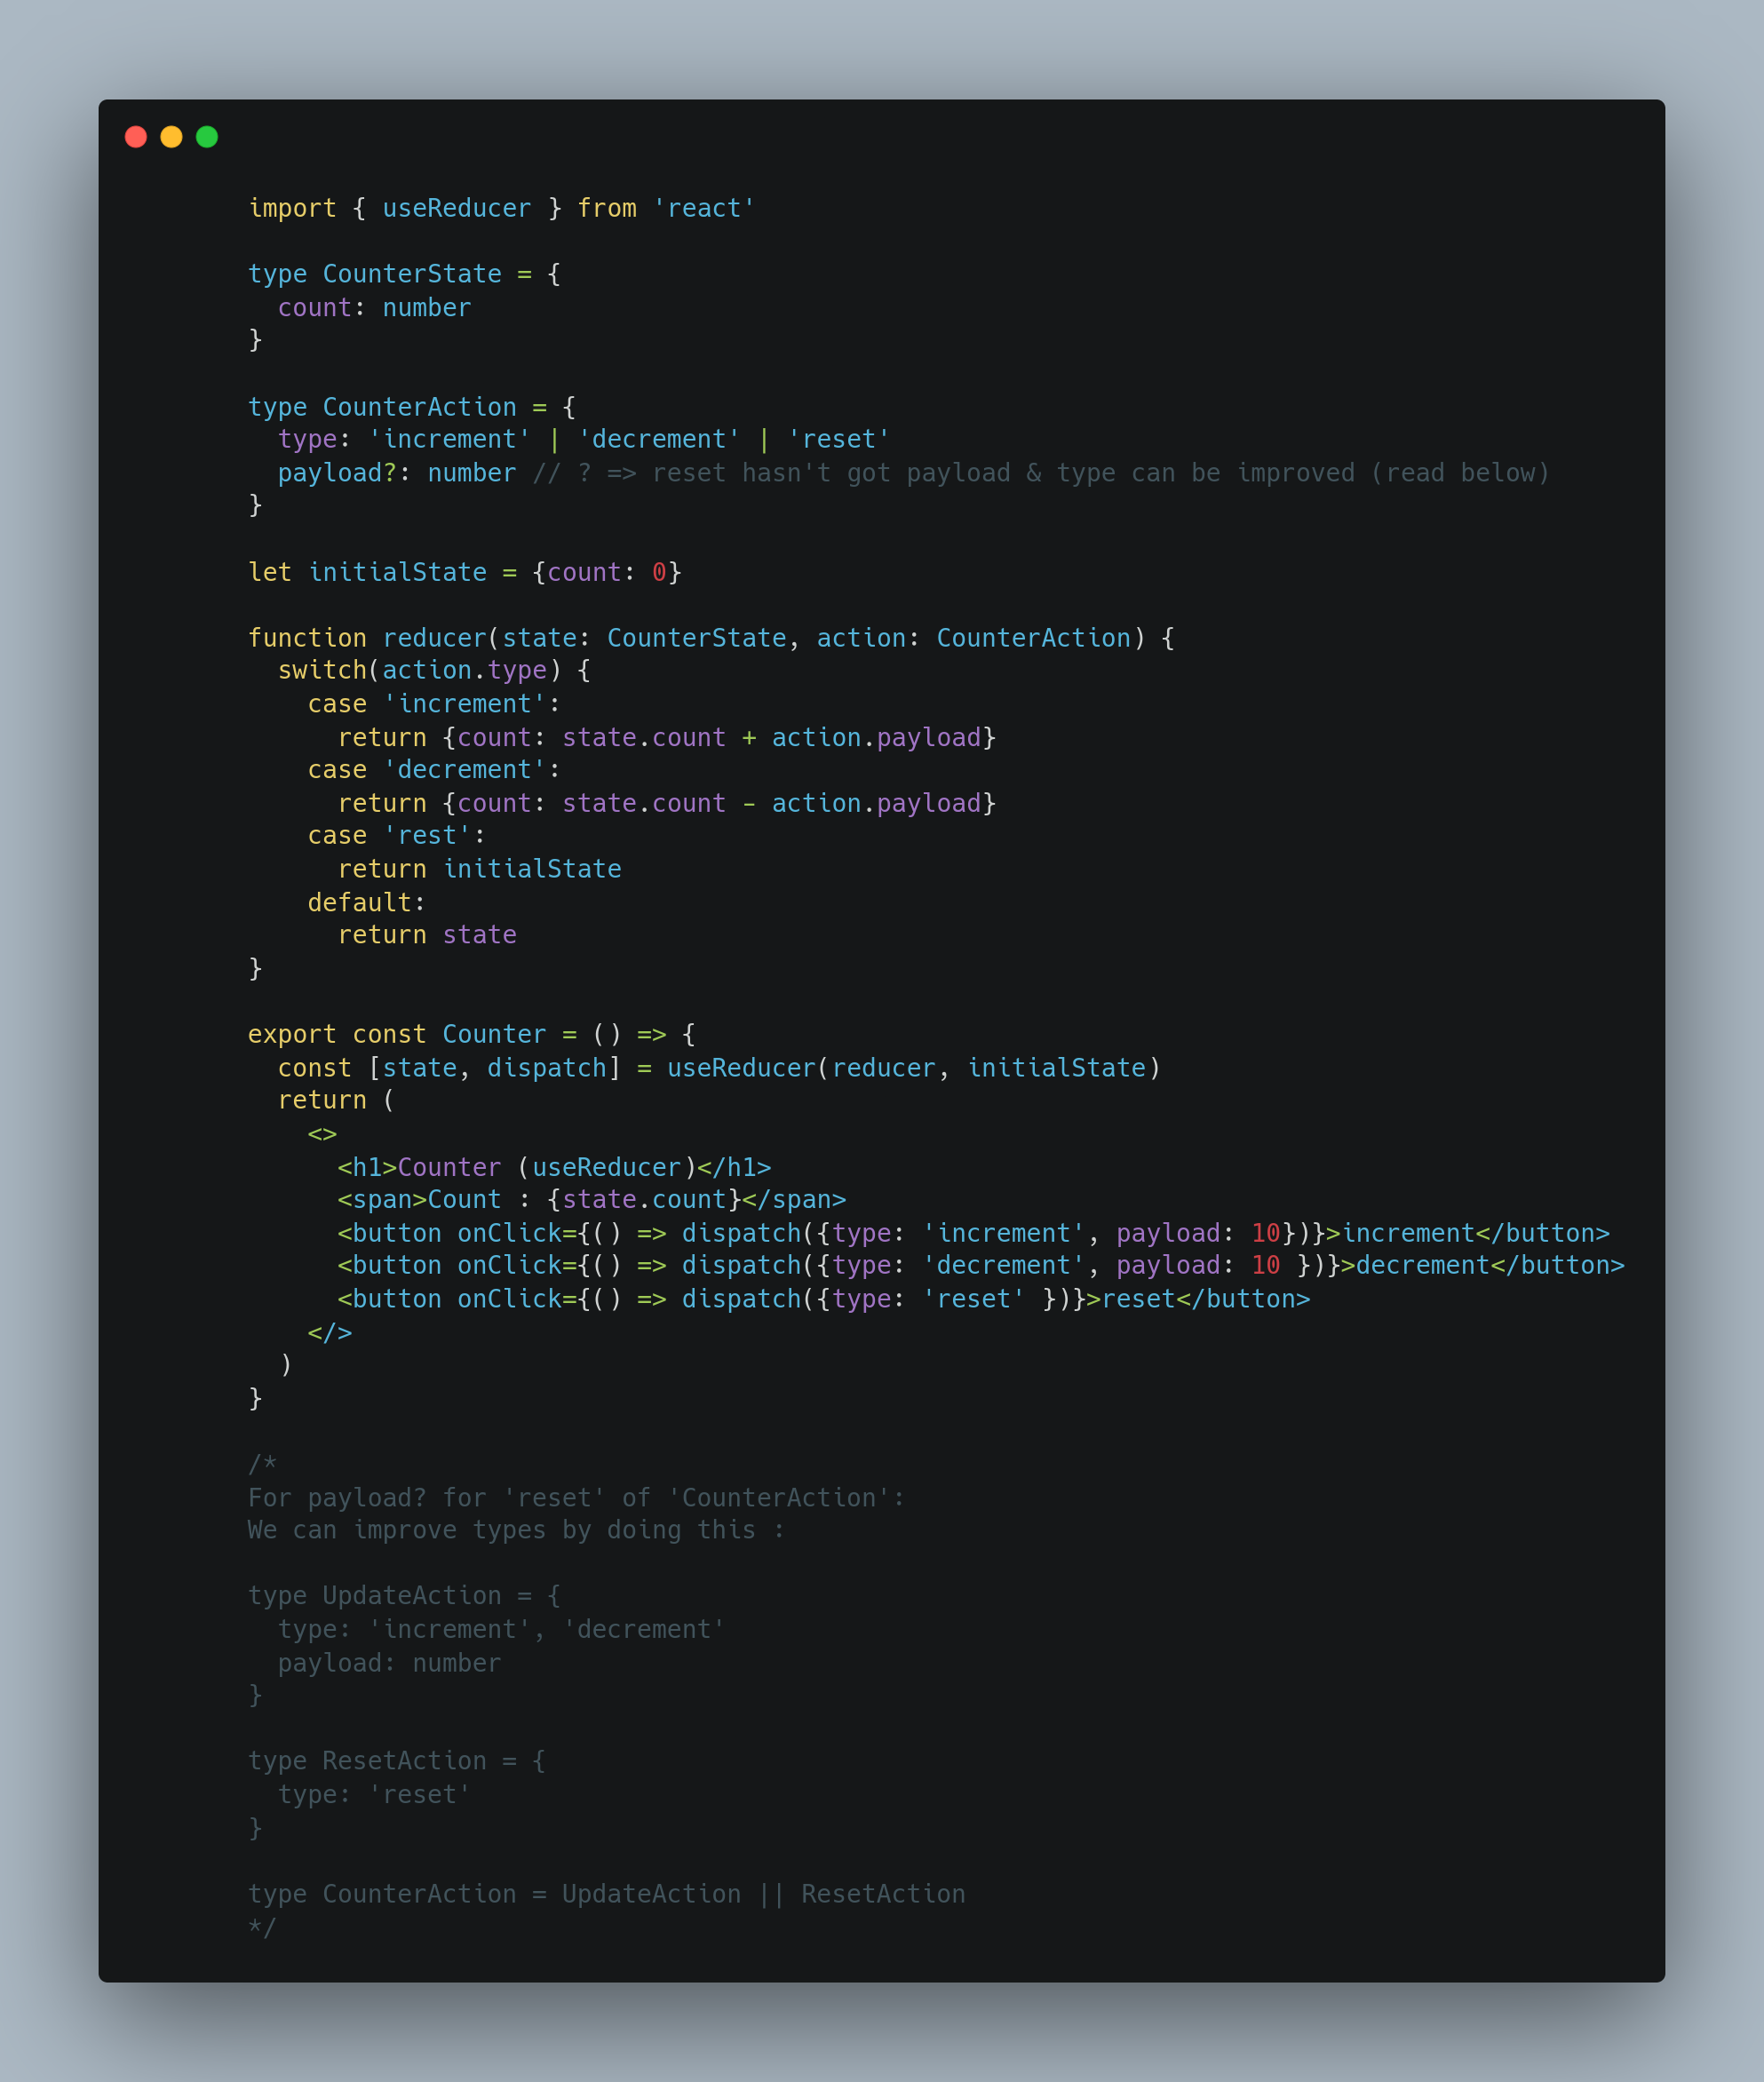 import { useReducer } from 'react'

type CounterState = {
  count: number
}

type CounterAction = {
  type: 'increment' | 'decrement' | 'reset'
  payload?: number // ? => reset hasn't got payload & type can be improved (read below)
}

let initialState = {count: 0}

function reducer(state: CounterState, action: CounterAction) {
  switch(action.type) {
    case 'increment':
      return {count: state.count + action.payload}
    case 'decrement':
      return {count: state.count - action.payload}
    case 'rest':
      return initialState
    default:
      return state
}

export const Counter = () => {
  const [state, dispatch] = useReducer(reducer, initialState)
  return (
    <>
      <h1>Counter (useReducer)</h1>
      <span>Count : {state.count}</span>
      <button onClick={() => dispatch({type: 'increment', payload: 10})}>increment</button>
      <button onClick={() => dispatch({type: 'decrement', payload: 10 })}>decrement</button>
      <button onClick={() => dispatch({type: 'reset' })}>reset</button>
    </>
  )
}

/*
For payload? for 'reset' of 'CounterAction':
We can improve types by doing this :

type UpdateAction = {
  type: 'increment', 'decrement'
  payload: number
}

type ResetAction = {
  type: 'reset'
}

type CounterAction = UpdateAction || ResetAction
*/